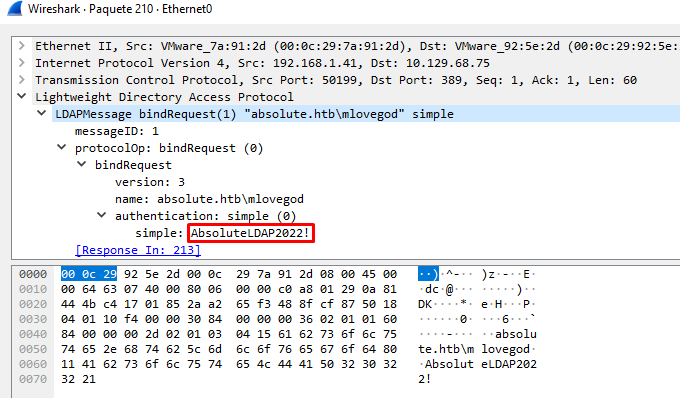 Wireshark · Paquete 210 · Ethernet0
Ethernet II, Src: VMware_7a:91:2d (00:0c:29:7a:91:2d), Dst: VMware_92:5e:2d (00:0c:29:92:5e:
Internet Protocol Version 4, Src: 192.168.1.41, Dst: 10.129.68.75
Transmission Control Protocol, Src Port: 50199, Dst Port: 389, Seq: 1, Ack: 1, Len: 60
Lightweight Directory Access Protocol
LDAPMessage bindRequest(1) "absolute.htb\mlovegod" simple
messageID: 1
protocolOp: bindRequest (0)
bindRequest
version: 3
name: absolute.htb\mlovegod
authentication: simple (0)
simple: AbsoluteLDAP2022!
[Response In: 213]
0000 00 0c 29 92 5e 2d 00 0c 29 7a 91 2d 08 00 45 00 ··)·^-·· )z·-··E·
0010 00 64 63 07 40 00 80 06 00 00 c0 a8 01 29 0a 81 ·dc·@··· ·····)··
0020 44 4b c4 17 01 85 2a a2 65 f3 48 8f cf 87 50 18 DK····*· e·H···P·
0030 04 01 10 f4 00 00 30 84 00 00 00 36 02 01 01 60 ······0· ···6···`
0040 84 00 00 00 2d 02 01 03 04 15 61 62 73 6f 6c 75 ····-··· ··absolu
0050 74 65 2e 68 74 62 5c 6d 6c 6f 76 65 67 6f 64 80 te.htb\m lovegod·
0060 11 41 62 73 6f 6c 75 74 65 4c 44 41 50 32 30 32 ·Absolut eLDAP202
0070 32 21 2!